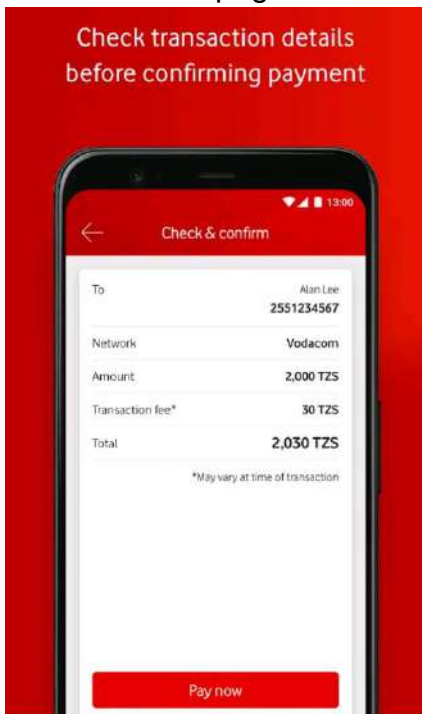 Check transaction details
before confirming payment
13:00
Check & confirm
To Alan Lee
2551234567
Network Vodacom
Amount 2,000 TZS
Transaction fee* 30 TZS
Total 2,030 TZS
*May vary at time of transaction
Pay now